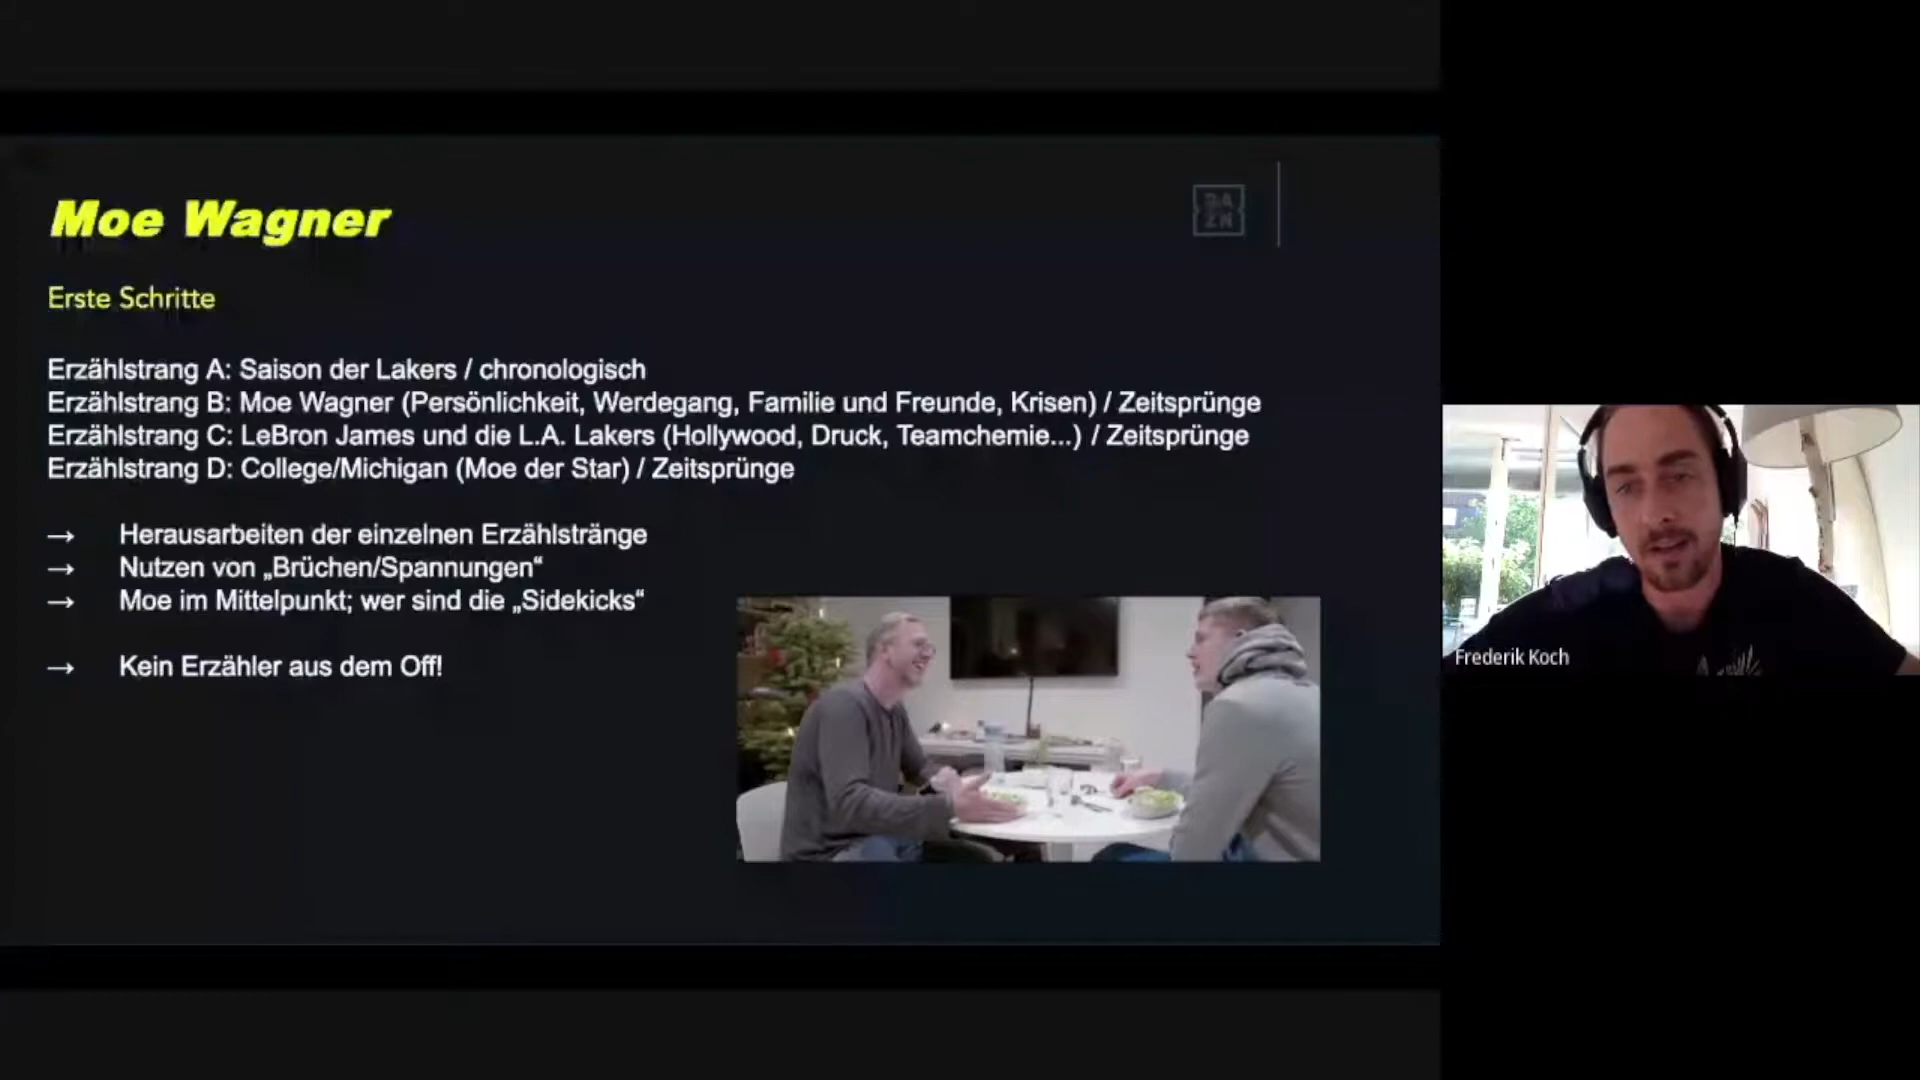 Moe Wagner
DA
ZN
Erste Schritte
Erzählstrang A: Saison der Lakers / chronologisch
Erzählstrang B: Moe Wagner (Persönlichkeit, Werdegang, Familie und Freunde, Krisen) / Zeitsprünge
Erzählstrang C: LeBron James und die L.A. Lakers (Hollywood, Druck, Teamchemie...) / Zeitsprünge
Erzählstrang D: College/Michigan (Moe der Star) / Zeitsprünge
→ Herausarbeiten der einzelnen Erzählstränge
→ Nutzen von „Brüchen/Spannungen“
→ Moe im Mittelpunkt; wer sind die „Sidekicks“
→ Kein Erzähler aus dem Off!
Frederik Koch